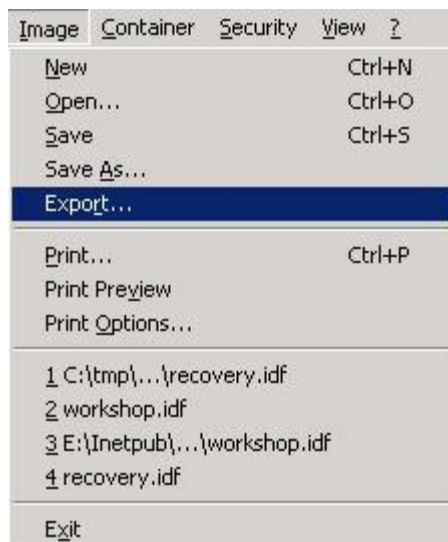 Image Container Security View ?
New Ctrl+N
Open... Ctrl+O
Save Ctrl+S
Save As...
Export...
Print... Ctrl+P
Print Preview
Print Options...
1 C:\tmp\...\recovery.idf
2 workshop.idf
3 E:\Inetpub\...\workshop.idf
4 recovery.idf
Exit